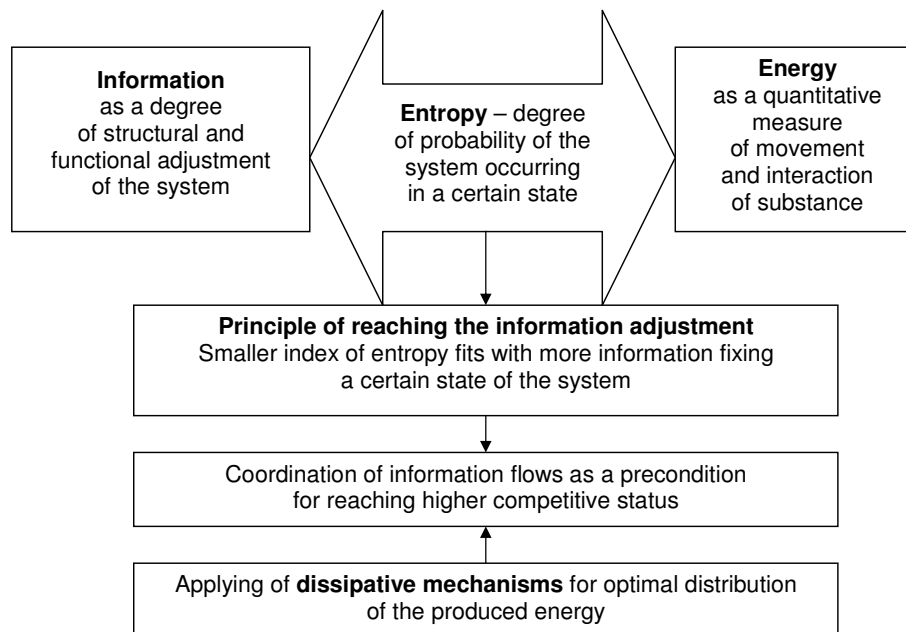 Information
as a degree
of structural and
functional adjustment
of the system
Entropy – degree
of probability of the
system occurring
in a certain state
Energy
as a quantitative
measure
of movement
and interaction
of substance
Principle of reaching the information adjustment
Smaller index of entropy fits with more information fixing
a certain state of the system
Coordination of information flows as a precondition
for reaching higher competitive status
Applying of dissipative mechanisms for optimal distribution
of the produced energy